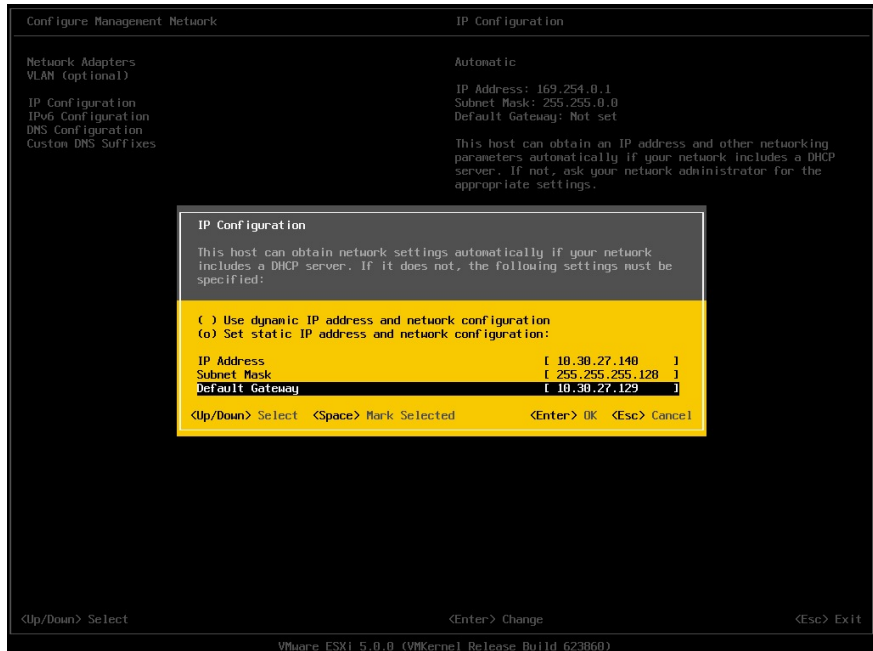 Configure Management Network
IP Configuration
Network Adapters
VLAN (optional)
IP Configuration
IPv6 Configuration
DNS Configuration
Custom DNS Suffixes
Automatic
IP Address: 169.254.0.1
Subnet Mask: 255.255.0.0
Default Gateway: Not set
This host can obtain an IP address and other networking
parameters automatically if your network includes a DHCP
server. If not, ask your network administrator for the
appropriate settings.
IP Configuration
This host can obtain network settings automatically if your network
includes a DHCP server. If it does not, the following settings must be
specified:
( ) Use dynamic IP address and network configuration
(o) Set static IP address and network configuration:
IP Address [ 10.30.27.140 ]
Subnet Mask [ 255.255.255.128 ]
Default Gateway [ 10.30.27.129 ]
<Up/Down> Select <Space> Mark Selected <Enter> OK <Esc> Cancel
<Up/Down> Select <Enter> Change <Esc> Exit
VMware ESXi 5.0.0 (VMKernel Release Build 623860)